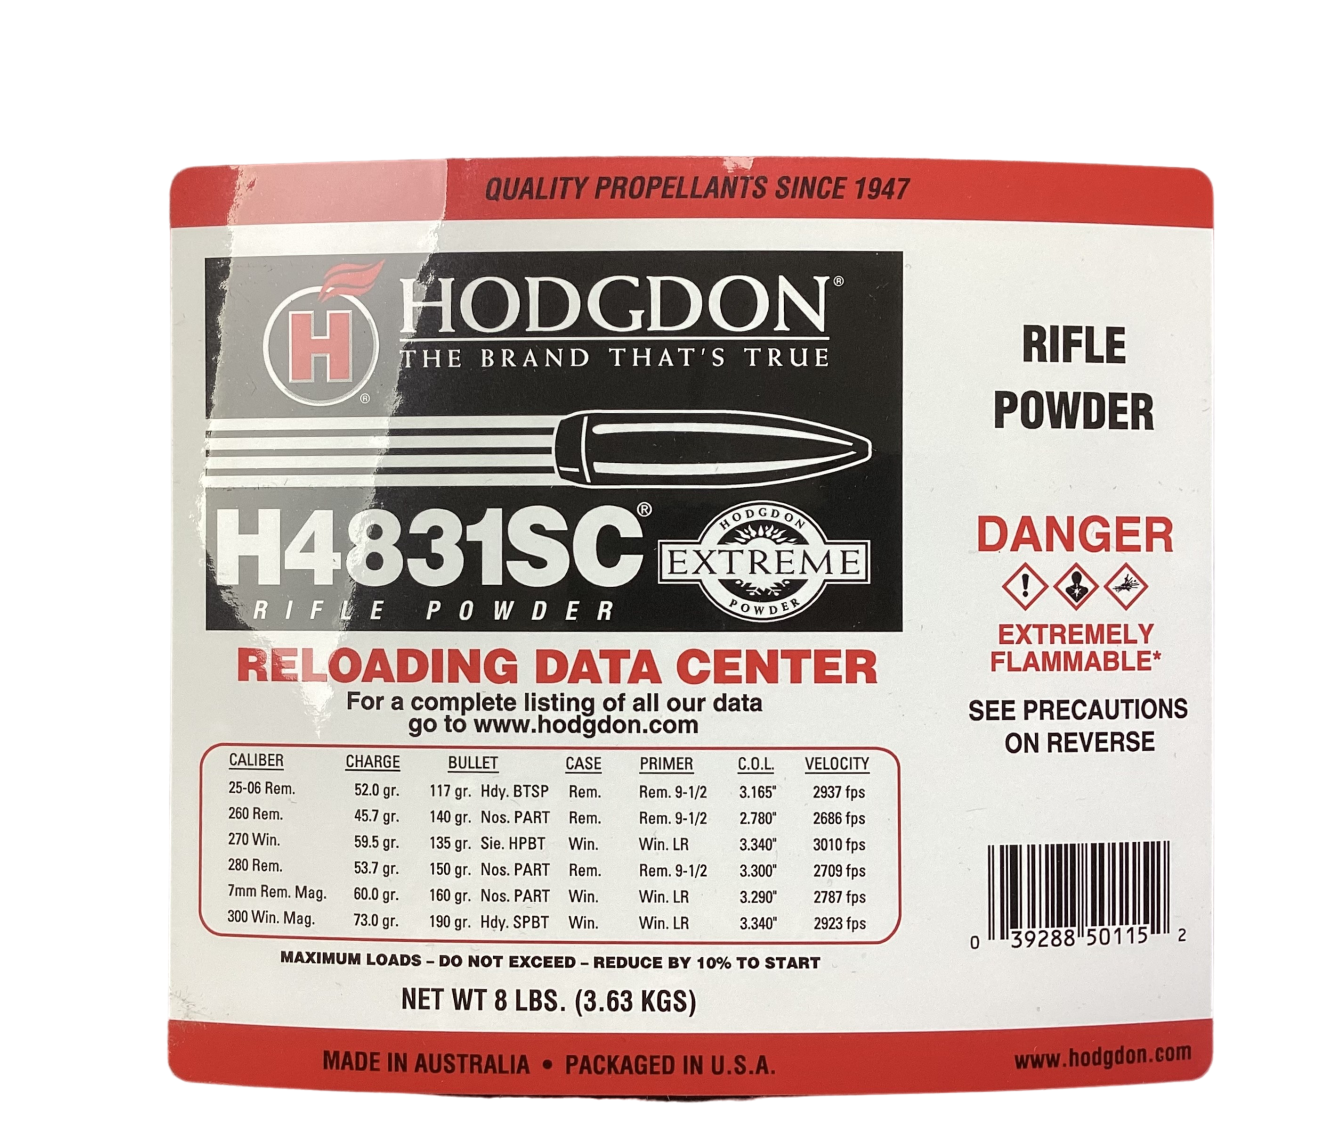 QUALITY PROPELLANTS SINCE 1947
H
®
HODGDON®
THE BRAND THAT'S TRUE
H4831SC®
RIFLE POWDER
HODGDON
EXTREME
POWDER
RIFLE
POWDER
DANGER
EXTREMELY
FLAMMABLE*
SEE PRECAUTIONS
ON REVERSE
RELOADING DATA CENTER
For a complete listing of all our data
go to www.hodgdon.com
CALIBER CHARGE BULLET CASE PRIMER C.O.L. VELOCITY
25-06 Rem. 52.0 gr. 117 gr. Hdy. BTSP Rem. Rem. 9-1/2 3.165" 2937 fps
260 Rem. 45.7 gr. 140 gr. Nos. PART Rem. Rem. 9-1/2 2.780" 2686 fps
270 Win. 59.5 gr. 135 gr. Sie. HPBT Win. Win. LR 3.340" 3010 fps
280 Rem. 53.7 gr. 150 gr. Nos. PART Rem. Rem. 9-1/2 3.300" 2709 fps
7mm Rem. Mag. 60.0 gr. 160 gr. Nos. PART Win. Win. LR 3.290" 2787 fps
300 Win. Mag. 73.0 gr. 190 gr. Hdy. SPBT Win. Win. LR 3.340" 2923 fps
MAXIMUM LOADS – DO NOT EXCEED – REDUCE BY 10% TO START
NET WT 8 LBS. (3.63 KGS)
0 39288 50115 2
MADE IN AUSTRALIA • PACKAGED IN U.S.A.
www.hodgdon.com